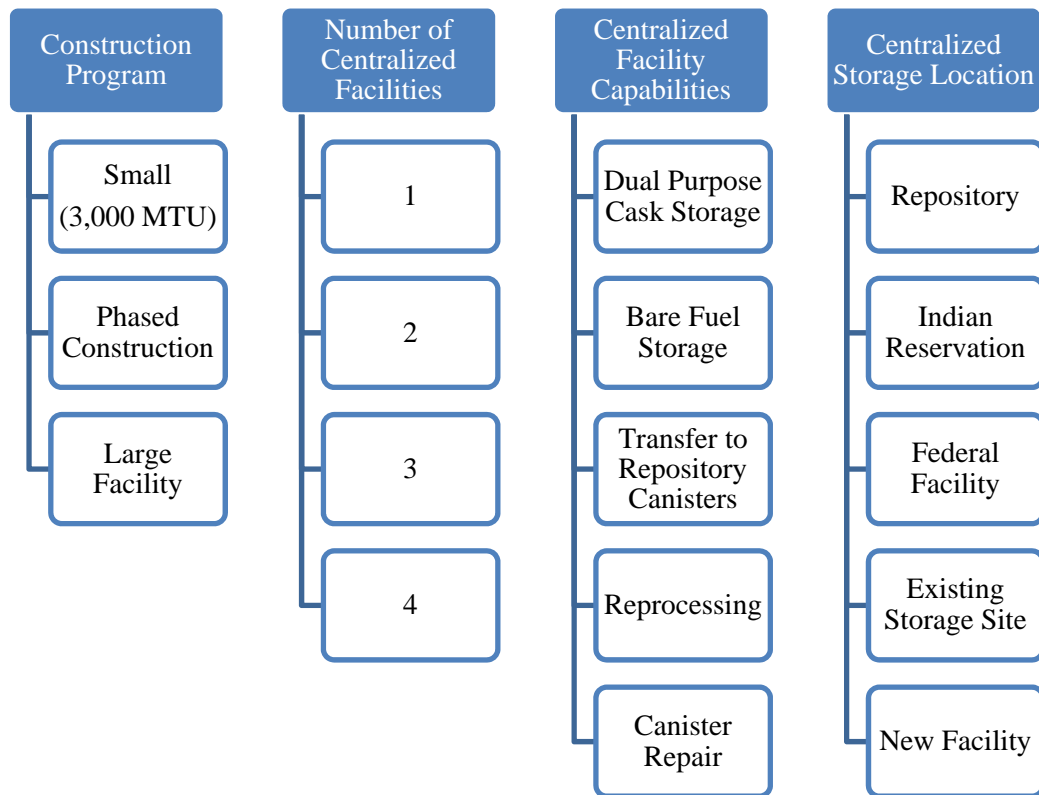 Construction
Program
Small
(3,000 MTU)
Phased
Construction
Large
Facility
Number of
Centralized
Facilities
1
2
3
4
Centralized
Facility
Capabilities
Dual Purpose
Cask Storage
Bare Fuel
Storage
Transfer to
Repository
Canisters
Reprocessing
Canister
Repair
Centralized
Storage Location
Repository
Indian
Reservation
Federal
Facility
Existing
Storage Site
New Facility